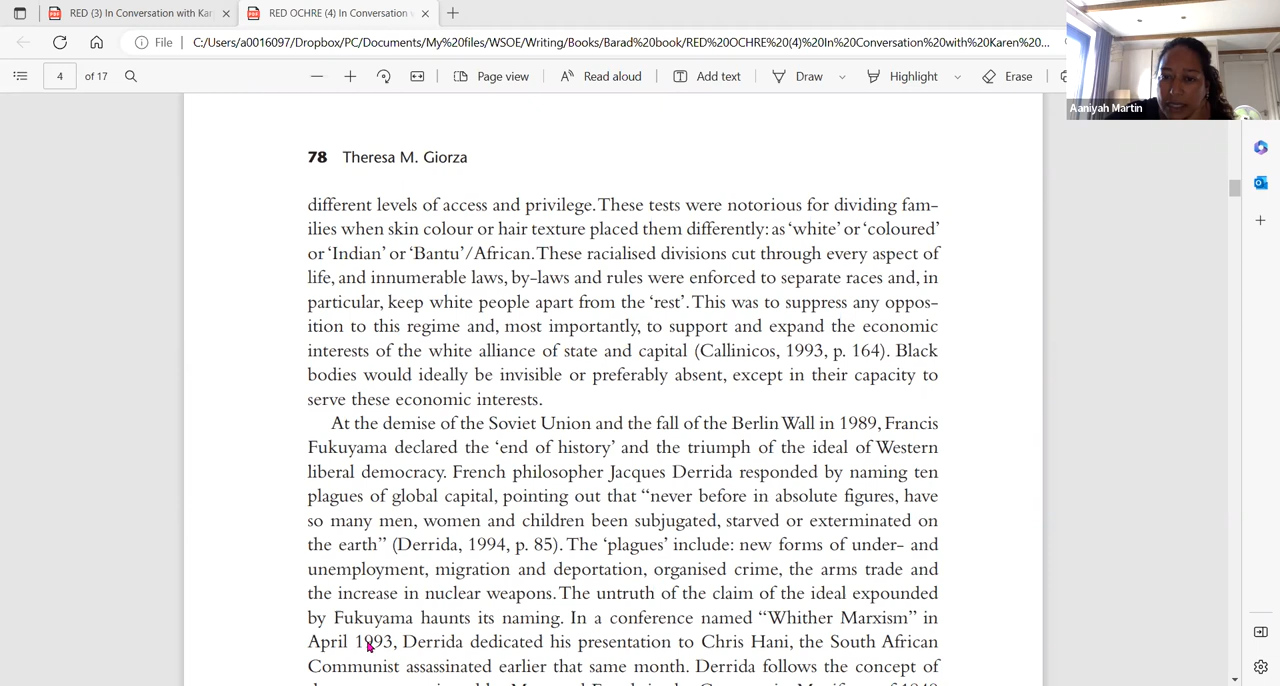 RED (3) In Conversation with Kar
RED OCHRE (4) In Conversation
File
C:/Users/a0016097/Dropbox/PC/Documents/My%20files/WSOE/Writing/Books/Barad%20book/RED%20OCHRE%20(4)%20In%20Conversation%20with%20Karen%20...
4 of 17
Page view
Read aloud
Add text
Draw
Highlight
Erase
Aaniyah Martin
78 Theresa M. Giorza
different levels of access and privilege. These tests were notorious for dividing fam-
ilies when skin colour or hair texture placed them differently: as ‘white’ or ‘coloured’
or ‘Indian’ or ‘Bantu’/African. These racialised divisions cut through every aspect of
life, and innumerable laws, by-laws and rules were enforced to separate races and, in
particular, keep white people apart from the ‘rest’. This was to suppress any oppos-
ition to this regime and, most importantly, to support and expand the economic
interests of the white alliance of state and capital (Callinicos, 1993, p. 164). Black
bodies would ideally be invisible or preferably absent, except in their capacity to
serve these economic interests.
At the demise of the Soviet Union and the fall of the Berlin Wall in 1989, Francis
Fukuyama declared the ‘end of history’ and the triumph of the ideal of Western
liberal democracy. French philosopher Jacques Derrida responded by naming ten
plagues of global capital, pointing out that “never before in absolute figures, have
so many men, women and children been subjugated, starved or exterminated on
the earth” (Derrida, 1994, p. 85). The ‘plagues’ include: new forms of under- and
unemployment, migration and deportation, organised crime, the arms trade and
the increase in nuclear weapons. The untruth of the claim of the ideal expounded
by Fukuyama haunts its naming. In a conference named “Whither Marxism” in
April 1993, Derrida dedicated his presentation to Chris Hani, the South African
Communist assassinated earlier that same month. Derrida follows the concept of